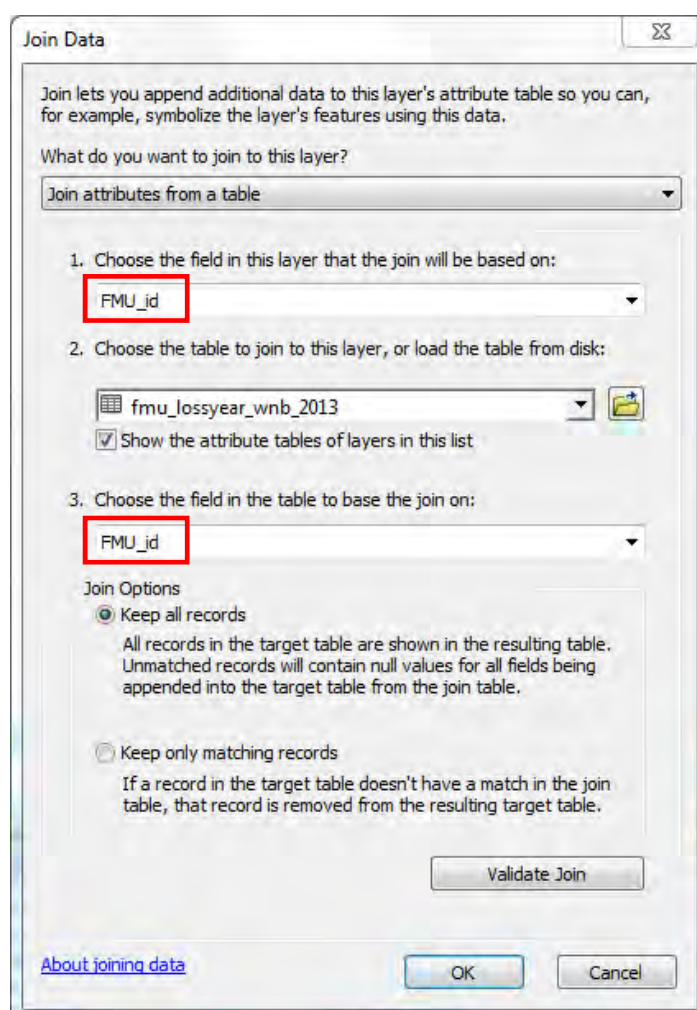 Join Data
Join lets you append additional data to this layer's attribute table so you can,
for example, symbolize the layer's features using this data.
What do you want to join to this layer?
Join attributes from a table
1. Choose the field in this layer that the join will be based on:
FMU_id
2. Choose the table to join to this layer, or load the table from disk:
fmu_lossyear_wnb_2013
Show the attribute tables of layers in this list
3. Choose the field in the table to base the join on:
FMU_id
Join Options
Keep all records
All records in the target table are shown in the resulting table.
Unmatched records will contain null values for all fields being
appended into the target table from the join table.
Keep only matching records
If a record in the target table doesn't have a match in the join
table, that record is removed from the resulting target table.
Validate Join
About joining data
OK
Cancel